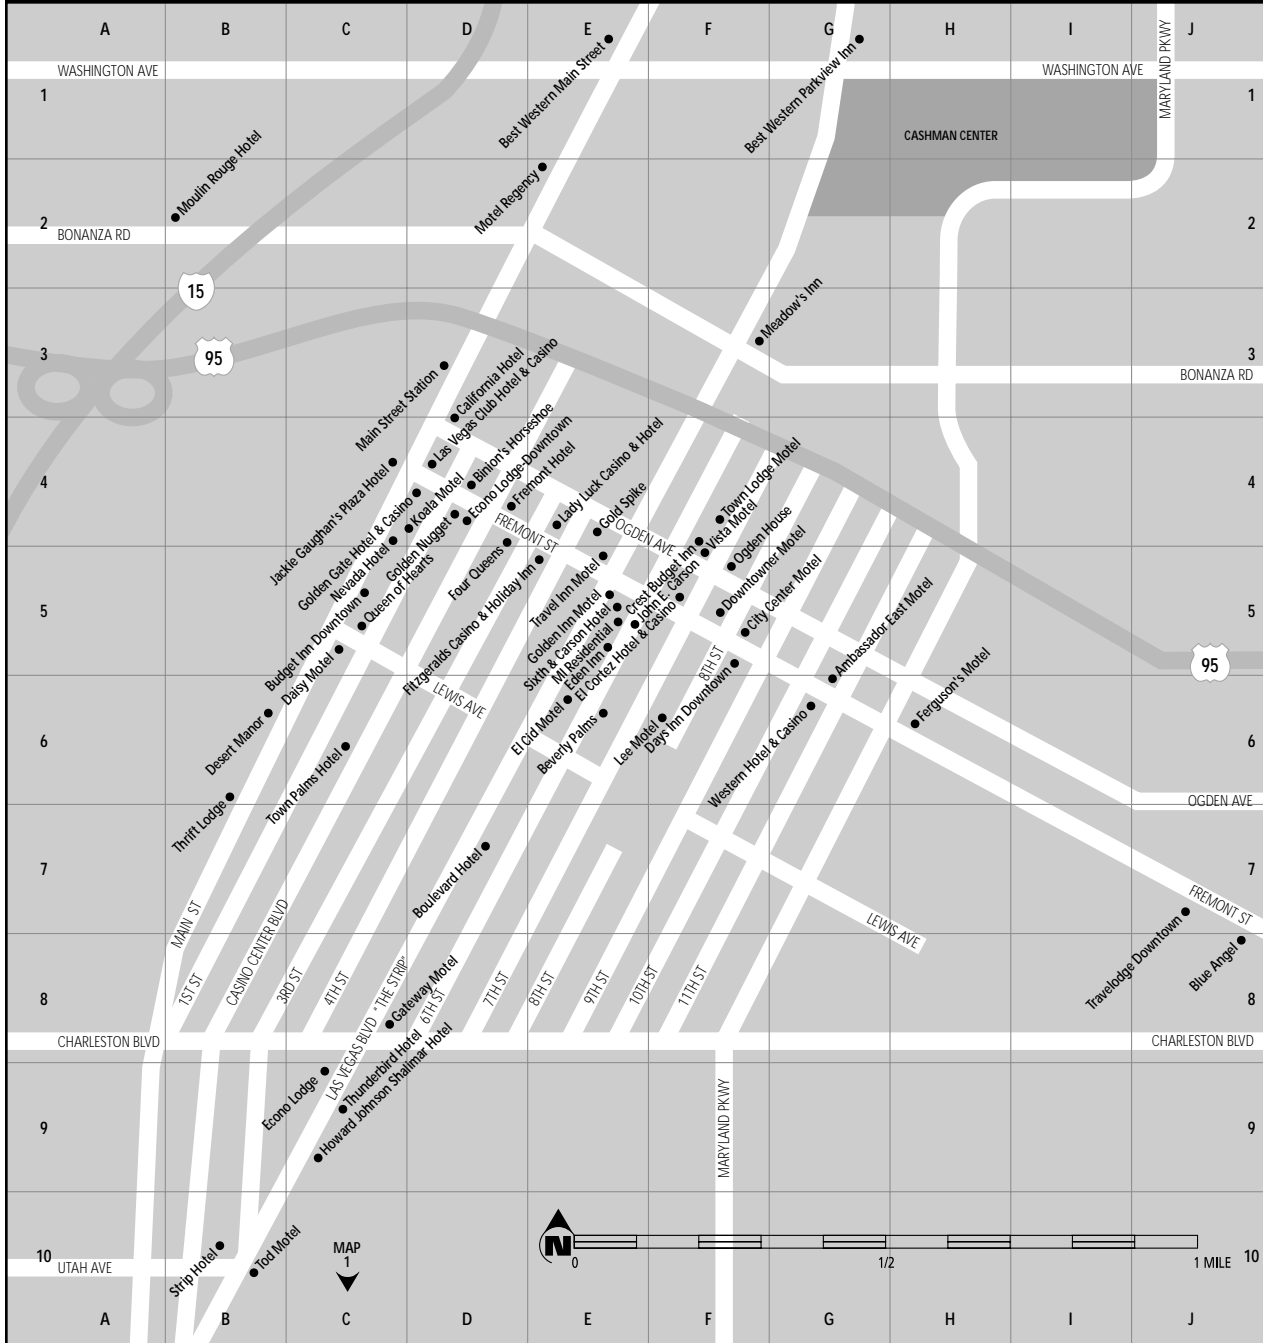 A B C D E F G H I J
WASHINGTON AVE
WASHINGTON AVE
MARYLAND PKWY
1
1
Best Western Main Street
Best Western Parkview Inn
CASHMAN CENTER
Moulin Rouge Hotel
Motel Regency
2
2
BONANZA RD
15
Meadow's Inn
3
3
95
BONANZA RD
Main Street Station
California Hotel
Las Vegas Club Hotel & Casino
Jackie Gaughan's Plaza Hotel
Binion's Horseshoe
Econo Lodge-Downtown
Fremont Hotel
Lady Luck Casino & Hotel
Gold Spike
Town Lodge Motel
4
4
Golden Gate Hotel & Casino
Koala Motel
Nevada Hotel
Golden Nugget
FREMONT ST
OGDEN AVE
Vista Motel
Ogden House
Queen of Hearts
Four Queens
Travel Inn Motel
Crest Budget Inn
John E. Carson
Downtowner Motel
City Center Motel
5
5
Budget Inn Downtown
Fitzgeralds Casino & Holiday Inn
Golden Inn Motel
Sixth & Carson Hotel
MI Residential
Eden Inn
El Cortez Hotel & Casino
Ambassador East Motel
Daisy Motel
8TH ST
95
LEWIS AVE
Ferguson's Motel
Desert Manor
El Cid Motel
Beverly Palms
Lee Motel
Days Inn Downtown
Western Hotel & Casino
6
6
Town Palms Hotel
Thrift Lodge
OGDEN AVE
Boulevard Hotel
7
7
FREMONT ST
LEWIS AVE
Travelodge Downtown
Blue Angel
MAIN ST
1ST ST
CASINO CENTER BLVD
3RD ST
4TH ST
LAS VEGAS BLVD "THE STRIP"
Gateway Motel
6TH ST
7TH ST
8TH ST
9TH ST
10TH ST
11TH ST
8
8
CHARLESTON BLVD
CHARLESTON BLVD
Econo Lodge
Thunderbird Hotel
Howard Johnson Shalimar Hotel
MARYLAND PKWY
9
9
Strip Hotel
Tod Motel
MAP
1
N
0 1/2 1 MILE
10
10
UTAH AVE
A B C D E F G H I J